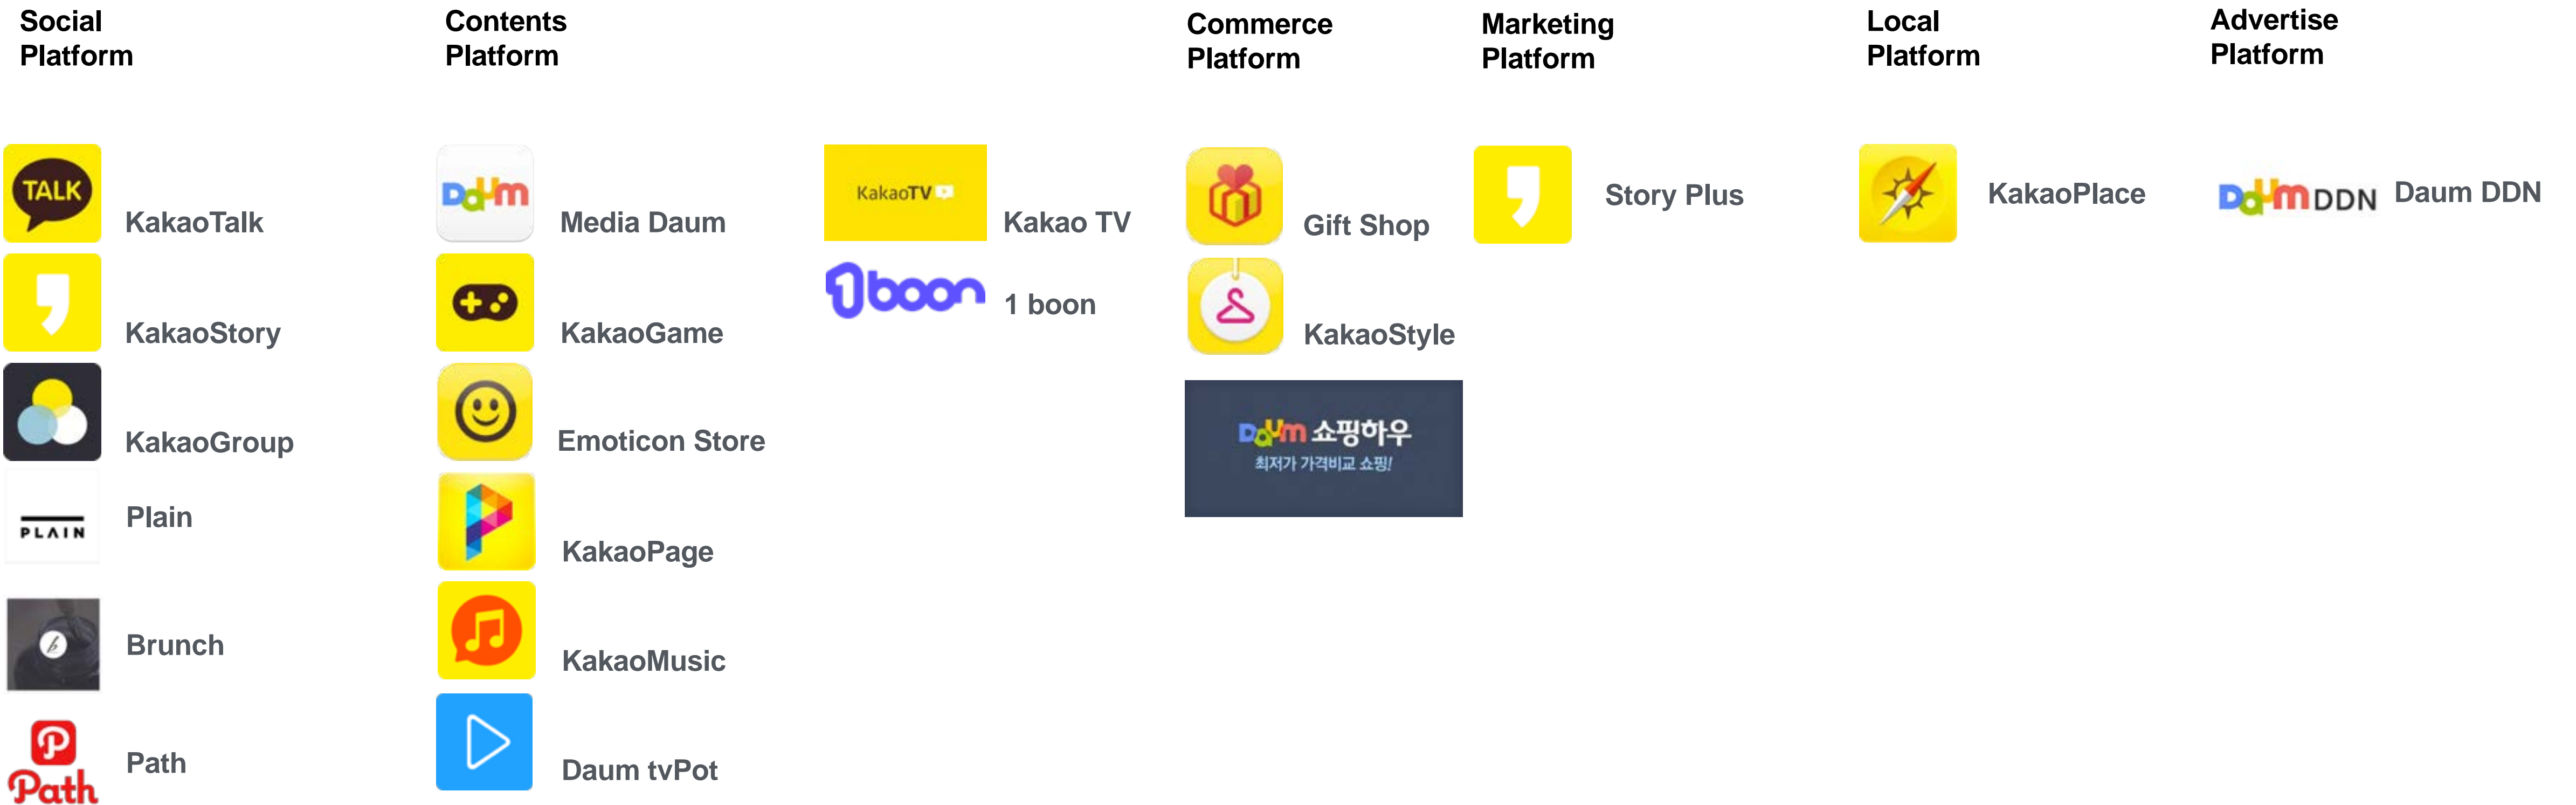 Social
Platform
Contents
Platform
Commerce
Platform
Marketing
Platform
Local
Platform
Advertise
Platform
TALK
KakaoTalk
KakaoStory
KakaoGroup
PLAIN
Plain
b
Brunch
Path
Path
Daum
Media Daum
KakaoGame
Emoticon Store
KakaoPage
KakaoMusic
Daum tvPot
KakaoTV
Kakao TV
1boon
1 boon
Gift Shop
KakaoStyle
Daum 쇼핑하우
최저가 가격비교 쇼핑!
Story Plus
KakaoPlace
Daum DDN
Daum DDN